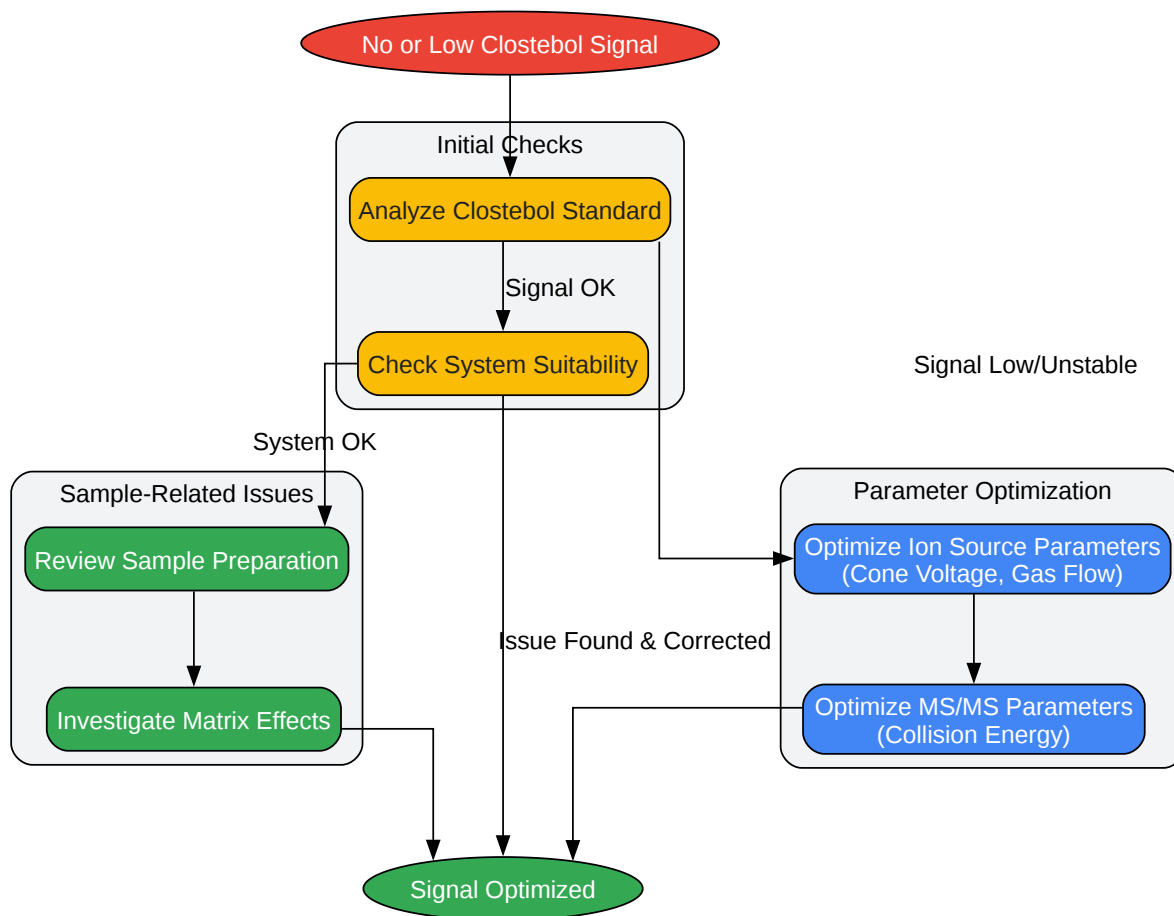 No or Low Clostebol Signal
Initial Checks
Analyze Clostebol Standard
Signal OK
Check System Suitability
Signal Low/Unstable
System OK
Sample-Related Issues
Review Sample Preparation
Investigate Matrix Effects
Parameter Optimization
Optimize Ion Source Parameters
(Cone Voltage, Gas Flow)
Issue Found & Corrected
Optimize MS/MS Parameters
(Collision Energy)
Signal Optimized